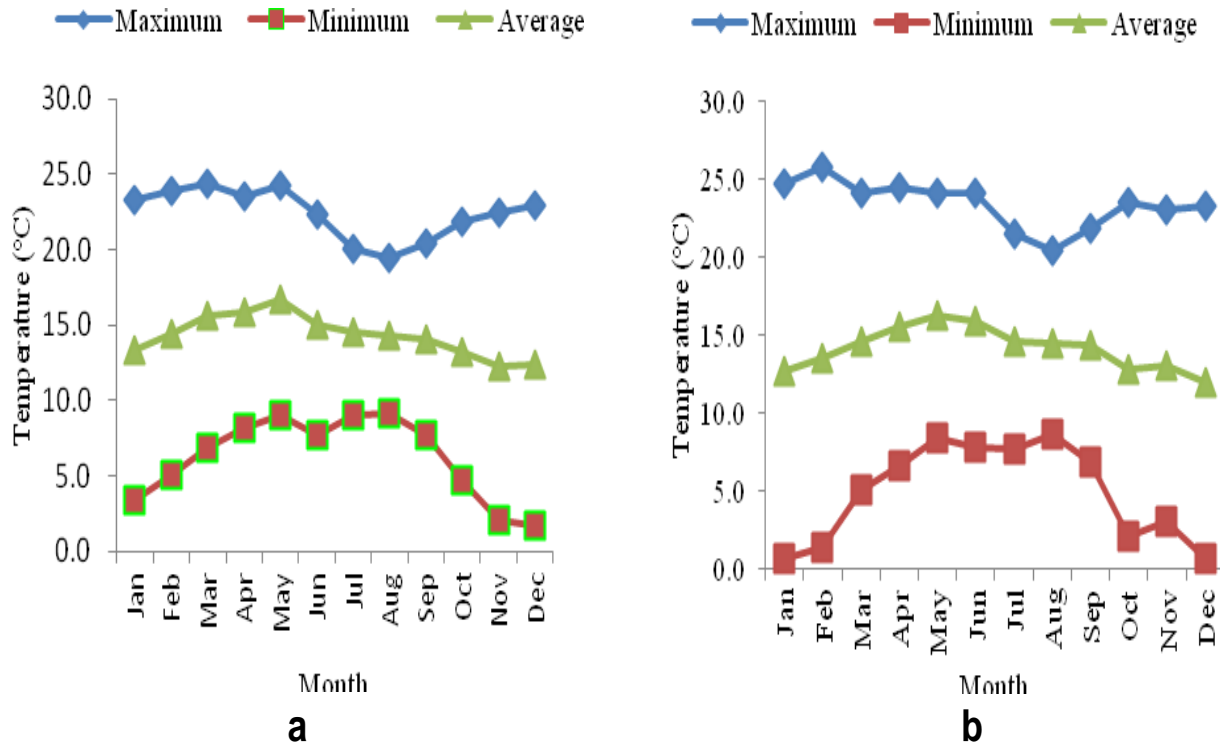 Maximum Minimum Average
30.0
25.0
20.0
15.0
10.0
5.0
0.0
Temperature (°C)
Jan Feb Mar Apr May Jun Jul Aug Sep Oct Nov Dec
Month
a
Maximum Minimum Average
30.0
25.0
20.0
15.0
10.0
5.0
0.0
Temperature (°C)
Jan Feb Mar Apr May Jun Jul Aug Sep Oct Nov Dec
Month
b